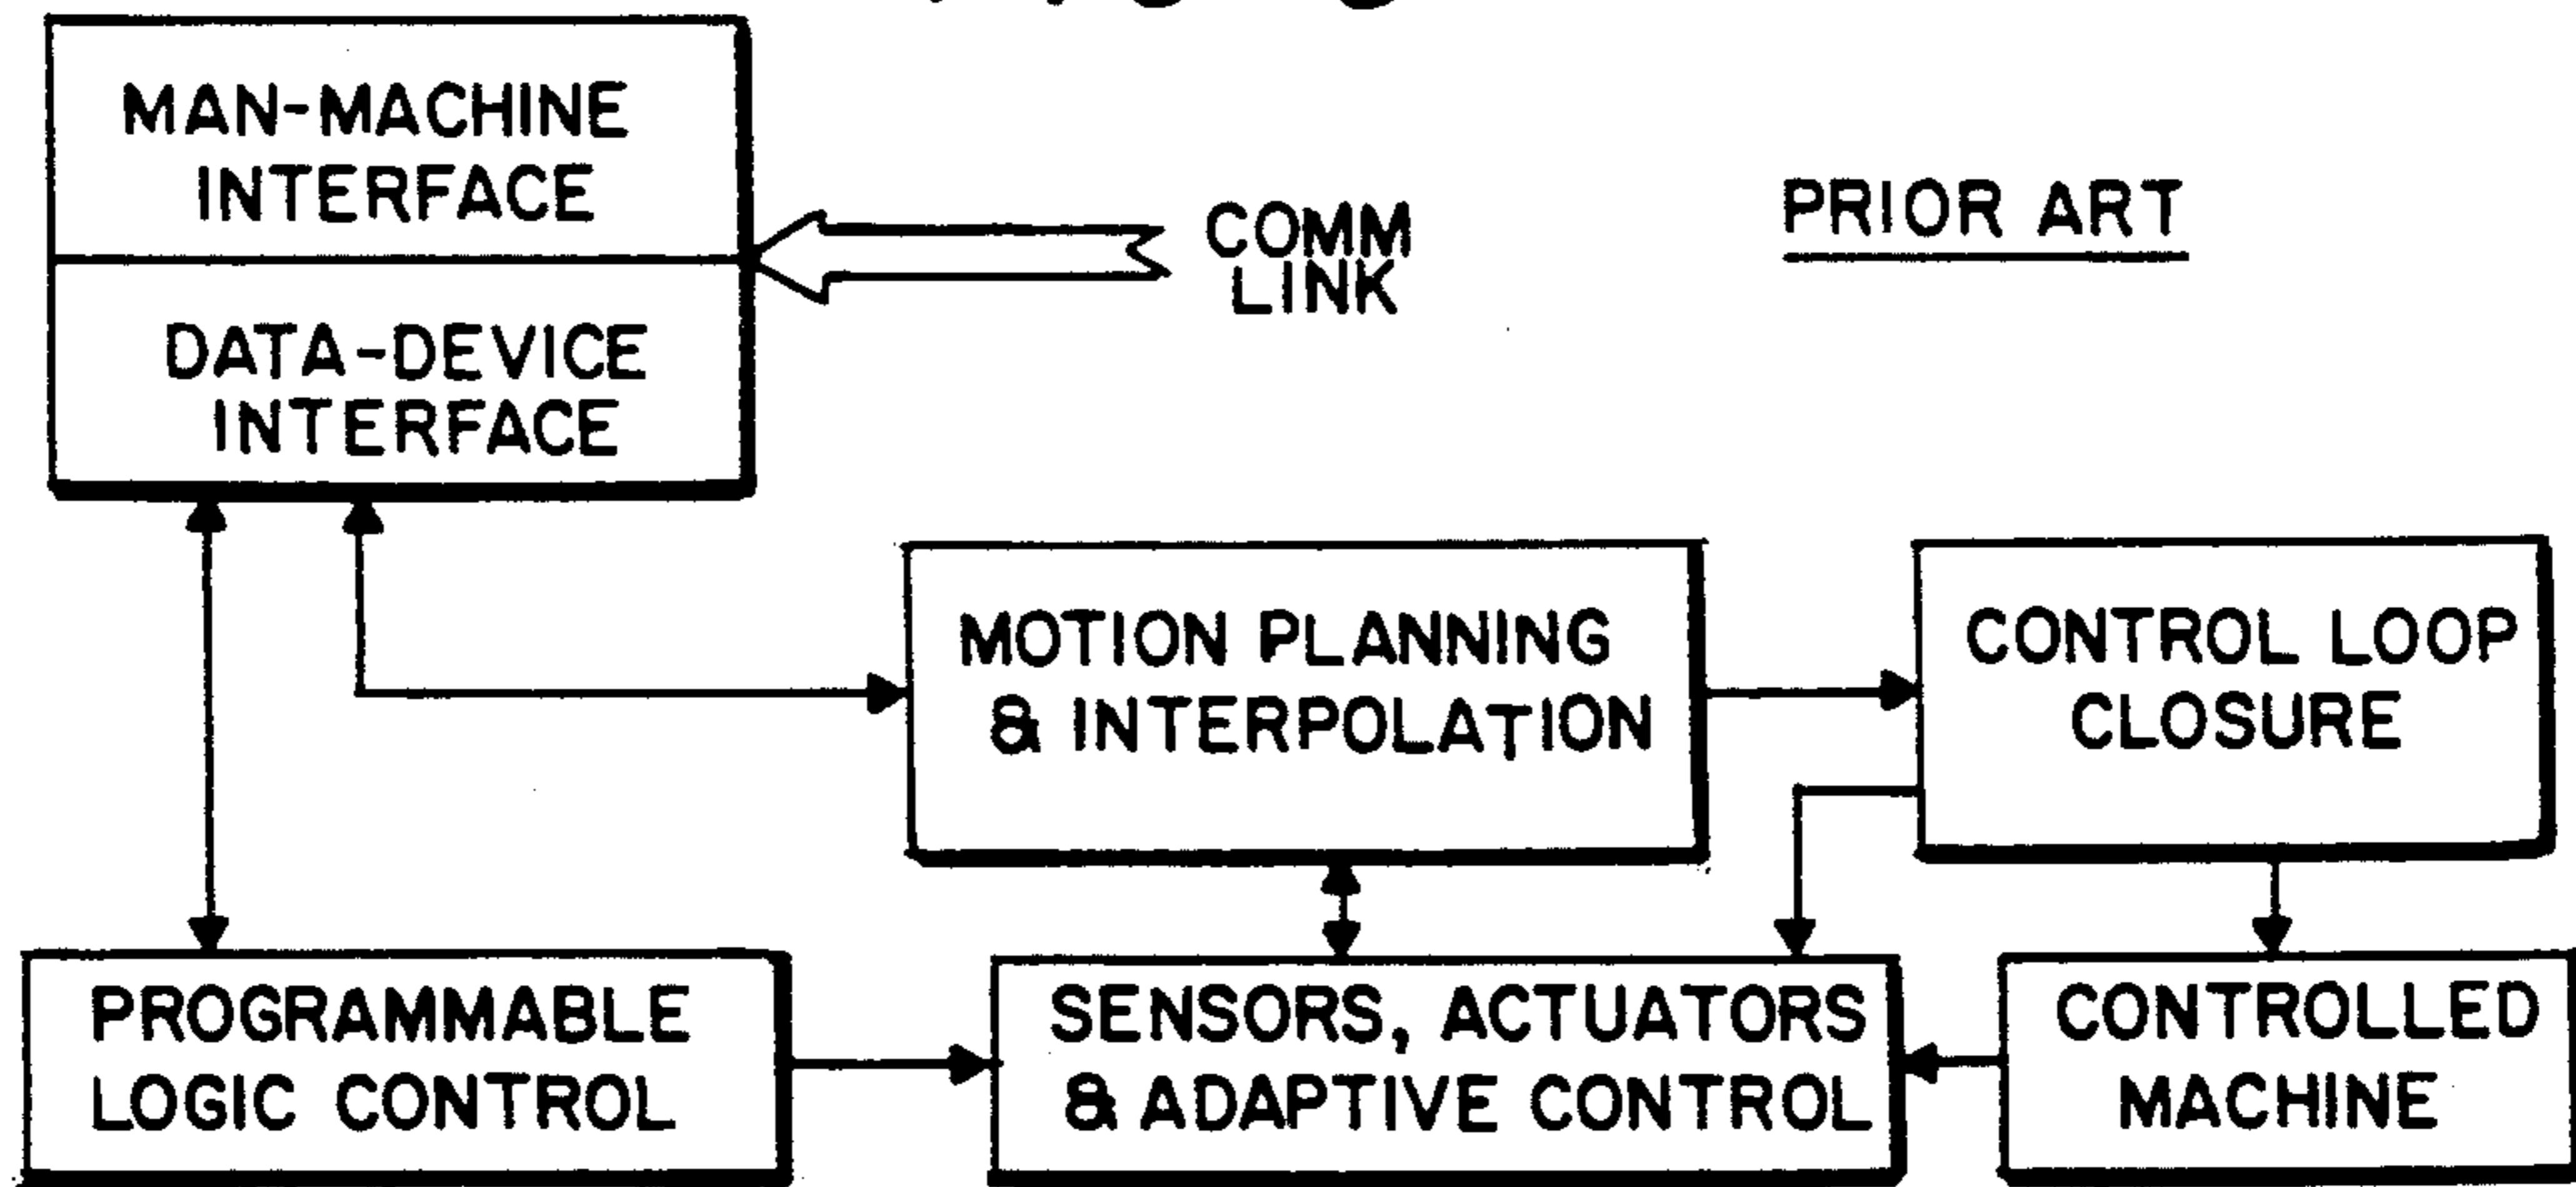 MAN-MACHINE
INTERFACE
DATA-DEVICE
INTERFACE
COMM
LINK
PRIOR ART
MOTION PLANNING
& INTERPOLATION
CONTROL LOOP
CLOSURE
PROGRAMMABLE
LOGIC CONTROL
SENSORS, ACTUATORS
& ADAPTIVE CONTROL
CONTROLLED
MACHINE